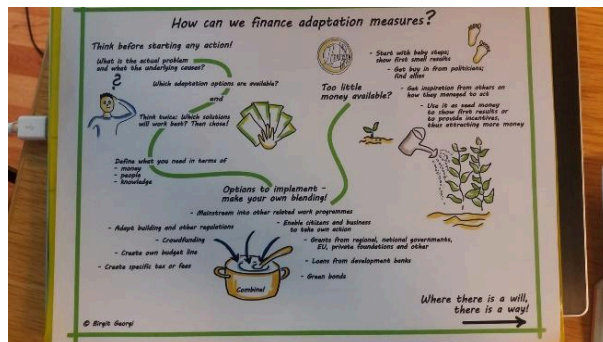 How can we finance adaptation measures?
Think before starting any action!
What is the actual problem
and what the underlying causes?
?
Which adaptation options are available?
and
Think twice: Which solutions
will work best? Then chose!
Define what you need in terms of
- money
- people
- knowledge
Too little
money available?
- Start with baby steps;
show first small results
- Get buy in from politicians;
find allies
- Get inspiration from others on
how they managed to act
- Use it as seed money
to show first results or
to provide incentives,
thus attracting more money
Options to implement -
make your own blending!
- Mainstream into other related work programmes
- Adapt building and other regulations
- Crowdfunding
- Create own budget line
- Create specific tax or fees
- Enable citizens and business
to take own action
- Grants from regional, national governments,
EU, private foundations and other
- Loans from development banks
- Green bonds
Combine!
Where there is a will,
there is a way!
© Birgit Georgi